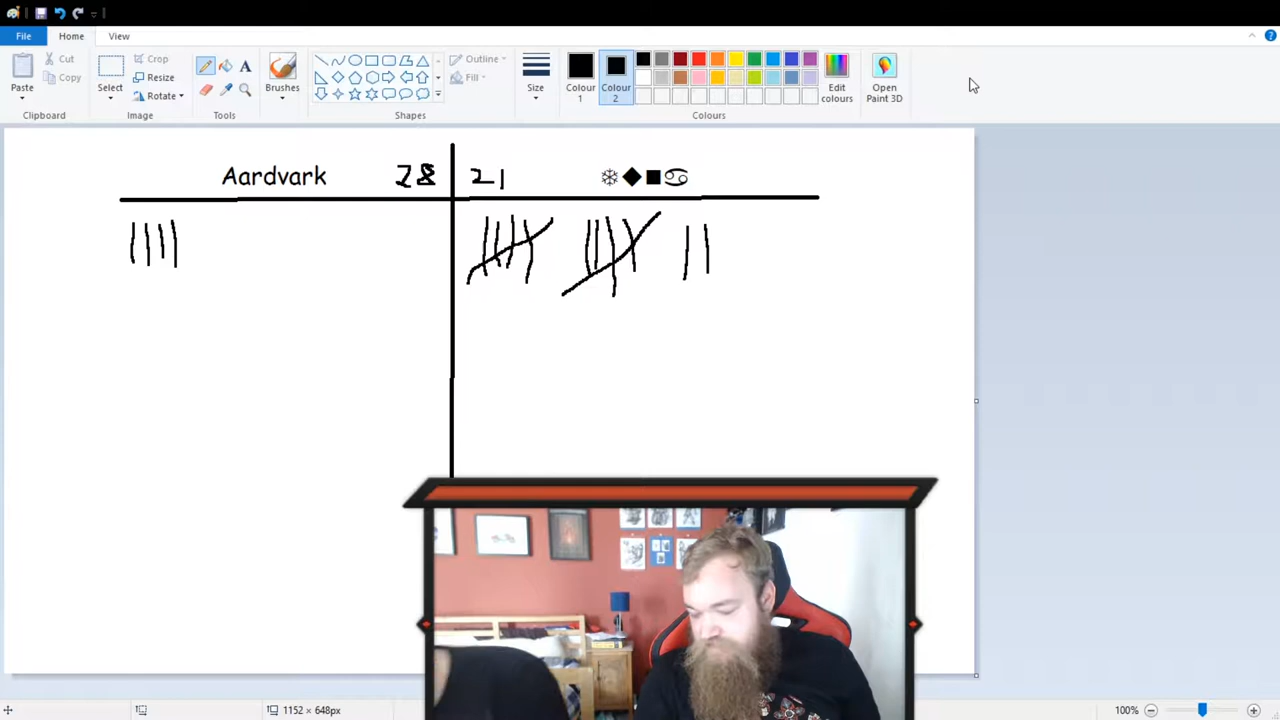 File Home View
Cut
Copy
Paste
Clipboard
Crop
Resize
Rotate
Select
Image
A
Tools
Brushes
Outline
Fill
Shapes
Size
Colour 1
Colour 2
Edit colours
Colours
Open Paint 3D
Aardvark 28 21 ❄◆■♋
1152 × 648px
100%